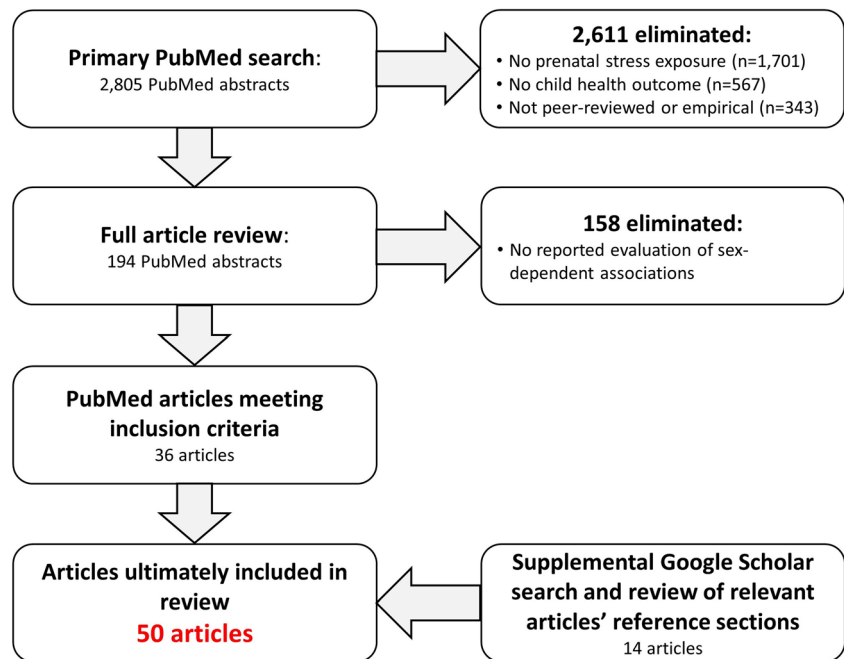 Primary PubMed search:
2,805 PubMed abstracts
2,611 eliminated:
• No prenatal stress exposure (n=1,701)
• No child health outcome (n=567)
• Not peer-reviewed or empirical (n=343)
Full article review:
194 PubMed abstracts
158 eliminated:
• No reported evaluation of sex-
dependent associations
PubMed articles meeting
inclusion criteria
36 articles
Articles ultimately included in
review
50 articles
Supplemental Google Scholar
search and review of relevant
articles’ reference sections
14 articles